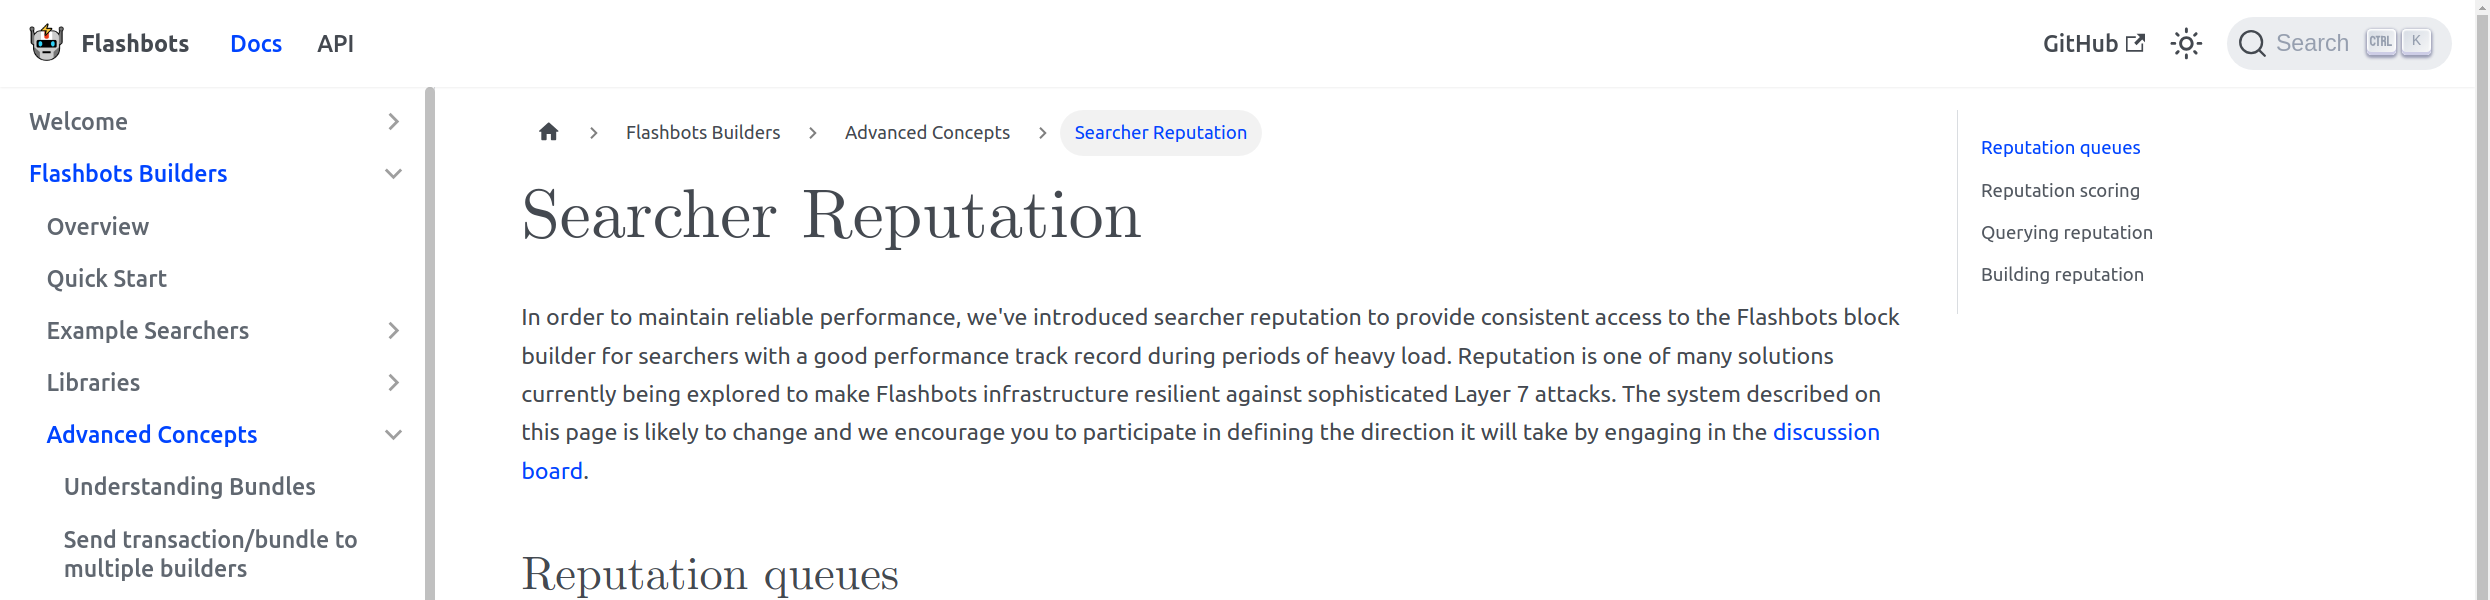 Flashbots Docs API GitHub Search CTRL K
Welcome
Flashbots Builders
Overview
Quick Start
Example Searchers
Libraries
Advanced Concepts
Understanding Bundles
Send transaction/bundle to
multiple builders
Flashbots Builders Advanced Concepts Searcher Reputation
Searcher Reputation
In order to maintain reliable performance, we've introduced searcher reputation to provide consistent access to the Flashbots block
builder for searchers with a good performance track record during periods of heavy load. Reputation is one of many solutions
currently being explored to make Flashbots infrastructure resilient against sophisticated Layer 7 attacks. The system described on
this page is likely to change and we encourage you to participate in defining the direction it will take by engaging in the discussion
board.
Reputation queues
Reputation queues
Reputation scoring
Querying reputation
Building reputation